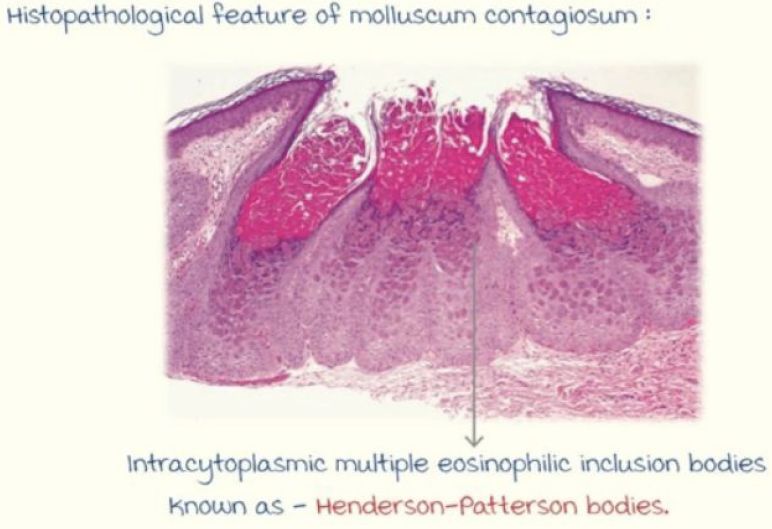 Histopathological feature of molluscum contagiosum :
Intracytoplasmic multiple eosinophilic inclusion bodies
known as - Henderson-Patterson bodies.